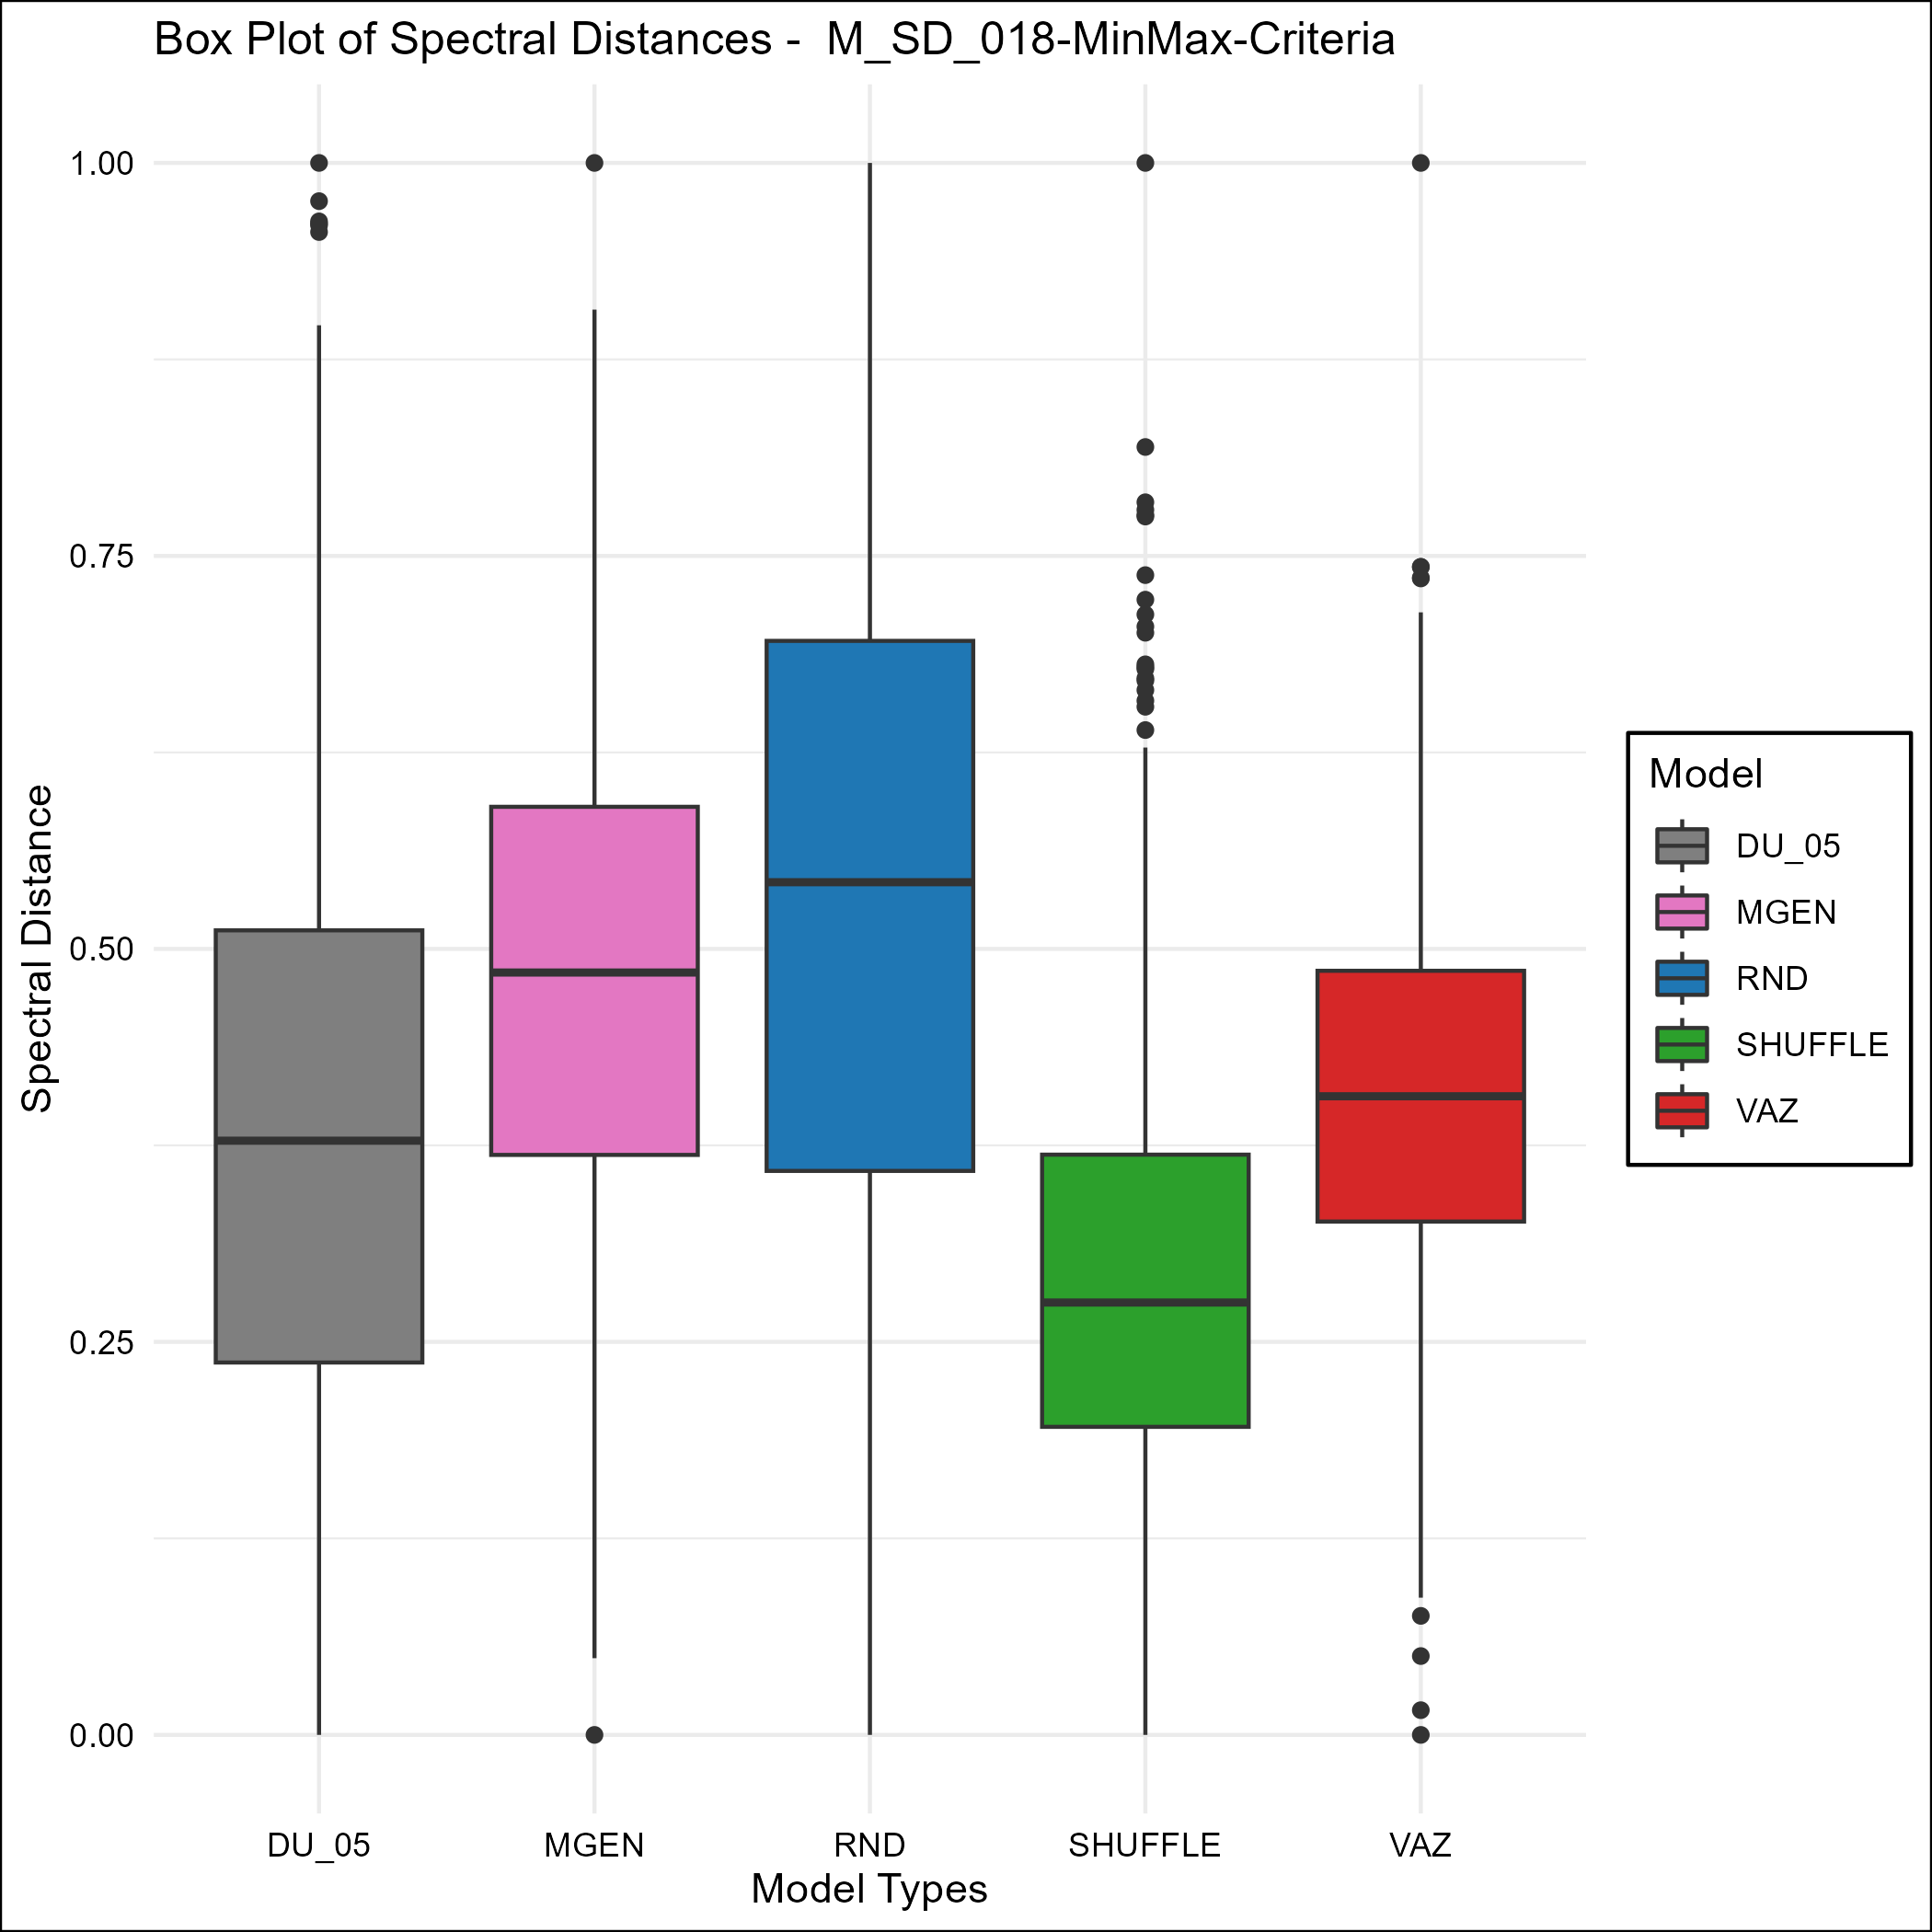 Box Plot of Spectral Distances -  M_SD_018-MinMax-Criteria
1.00
0.75
0.50
0.25
0.00
Spectral Distance
DU_05
MGEN
RND
SHUFFLE
VAZ
Model Types
Model
DU_05
MGEN
RND
SHUFFLE
VAZ